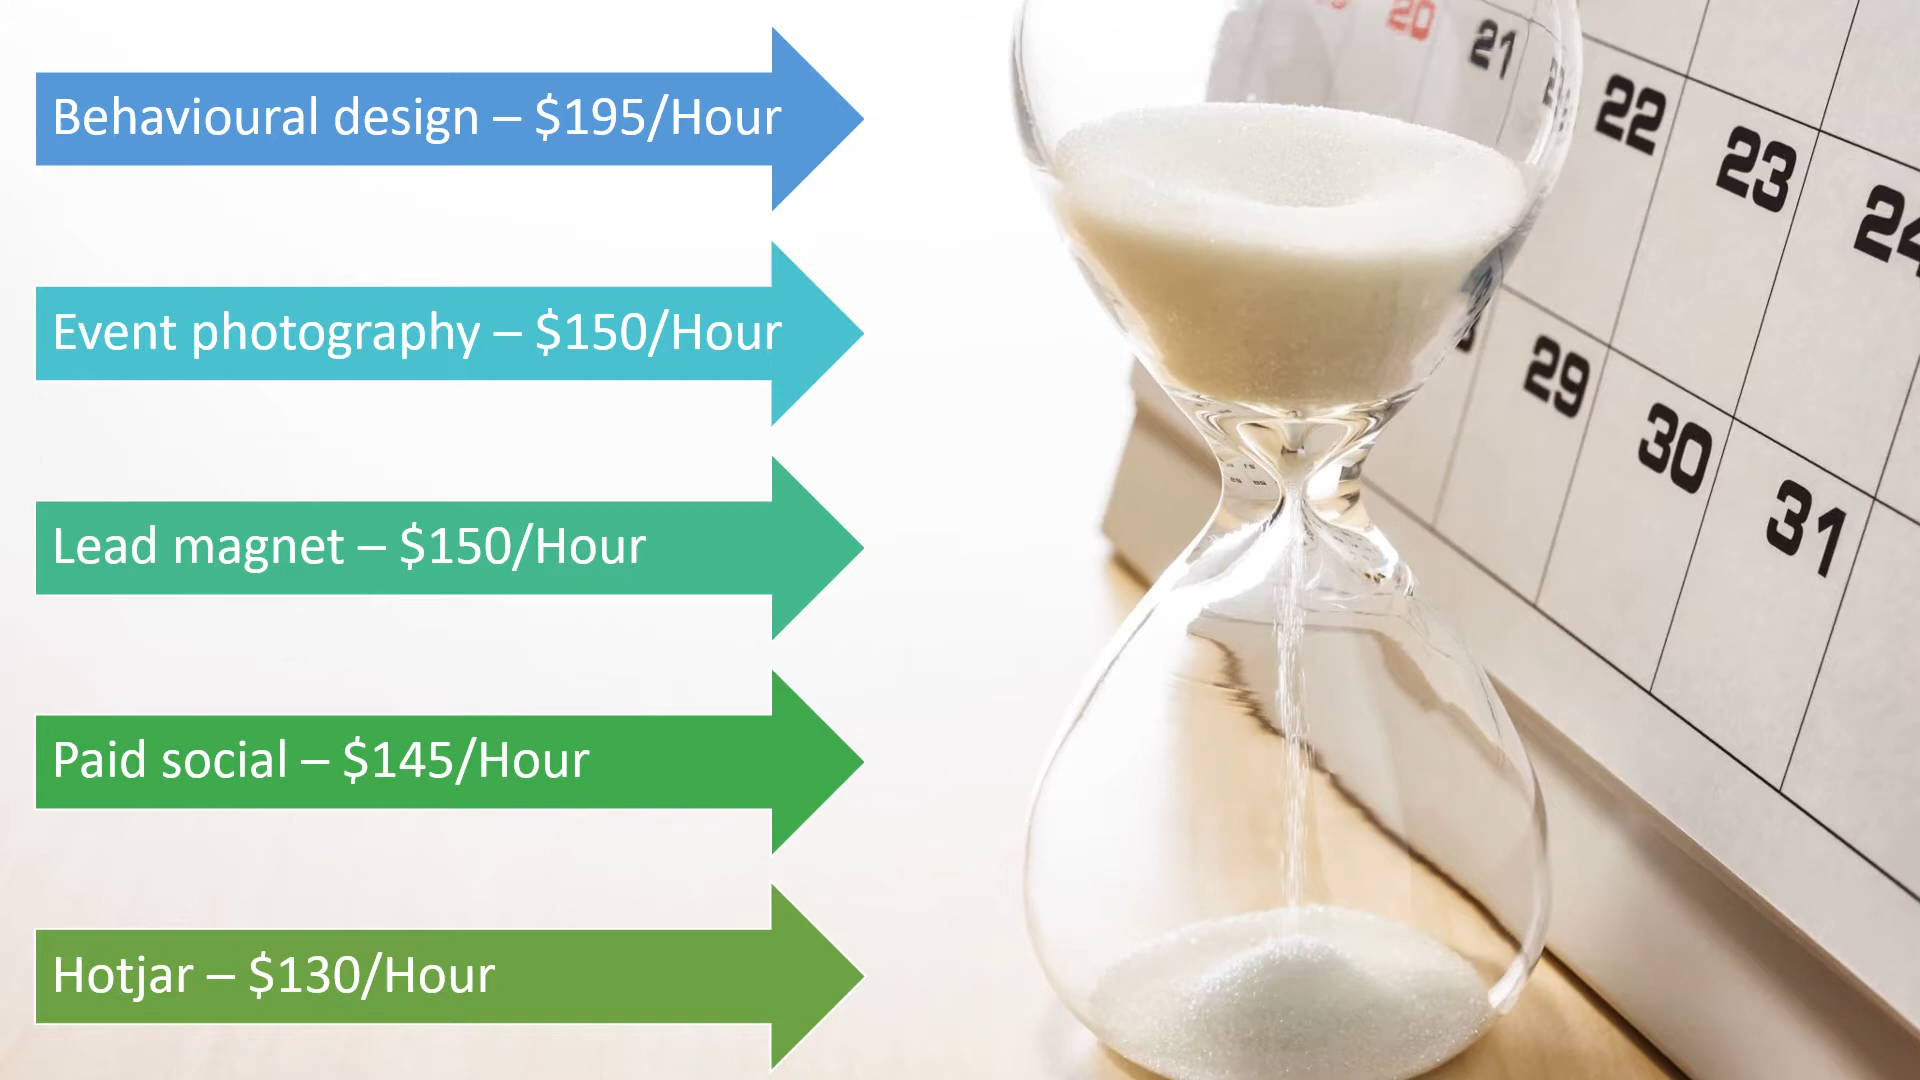 Behavioural design – $195/Hour
Event photography – $150/Hour
Lead magnet – $150/Hour
Paid social – $145/Hour
Hotjar – $130/Hour
20
21
22
23
24
29
30
31